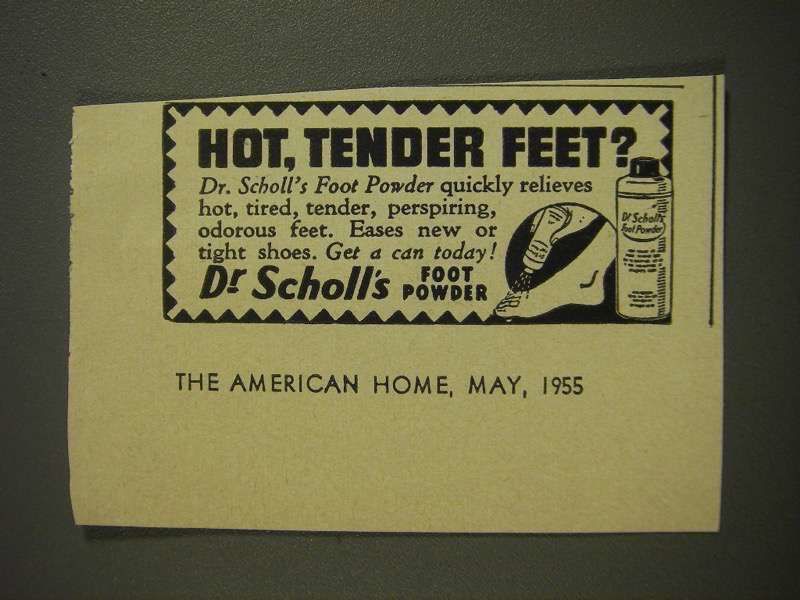 HOT, TENDER FEET?
Dr. Scholl's Foot Powder quickly relieves
hot, tired, tender, perspiring,
odorous feet. Eases new or
tight shoes. Get a can today!
Dr Scholl's FOOT POWDER
Dr Scholl's
Foot Powder
THE AMERICAN HOME, MAY, 1955